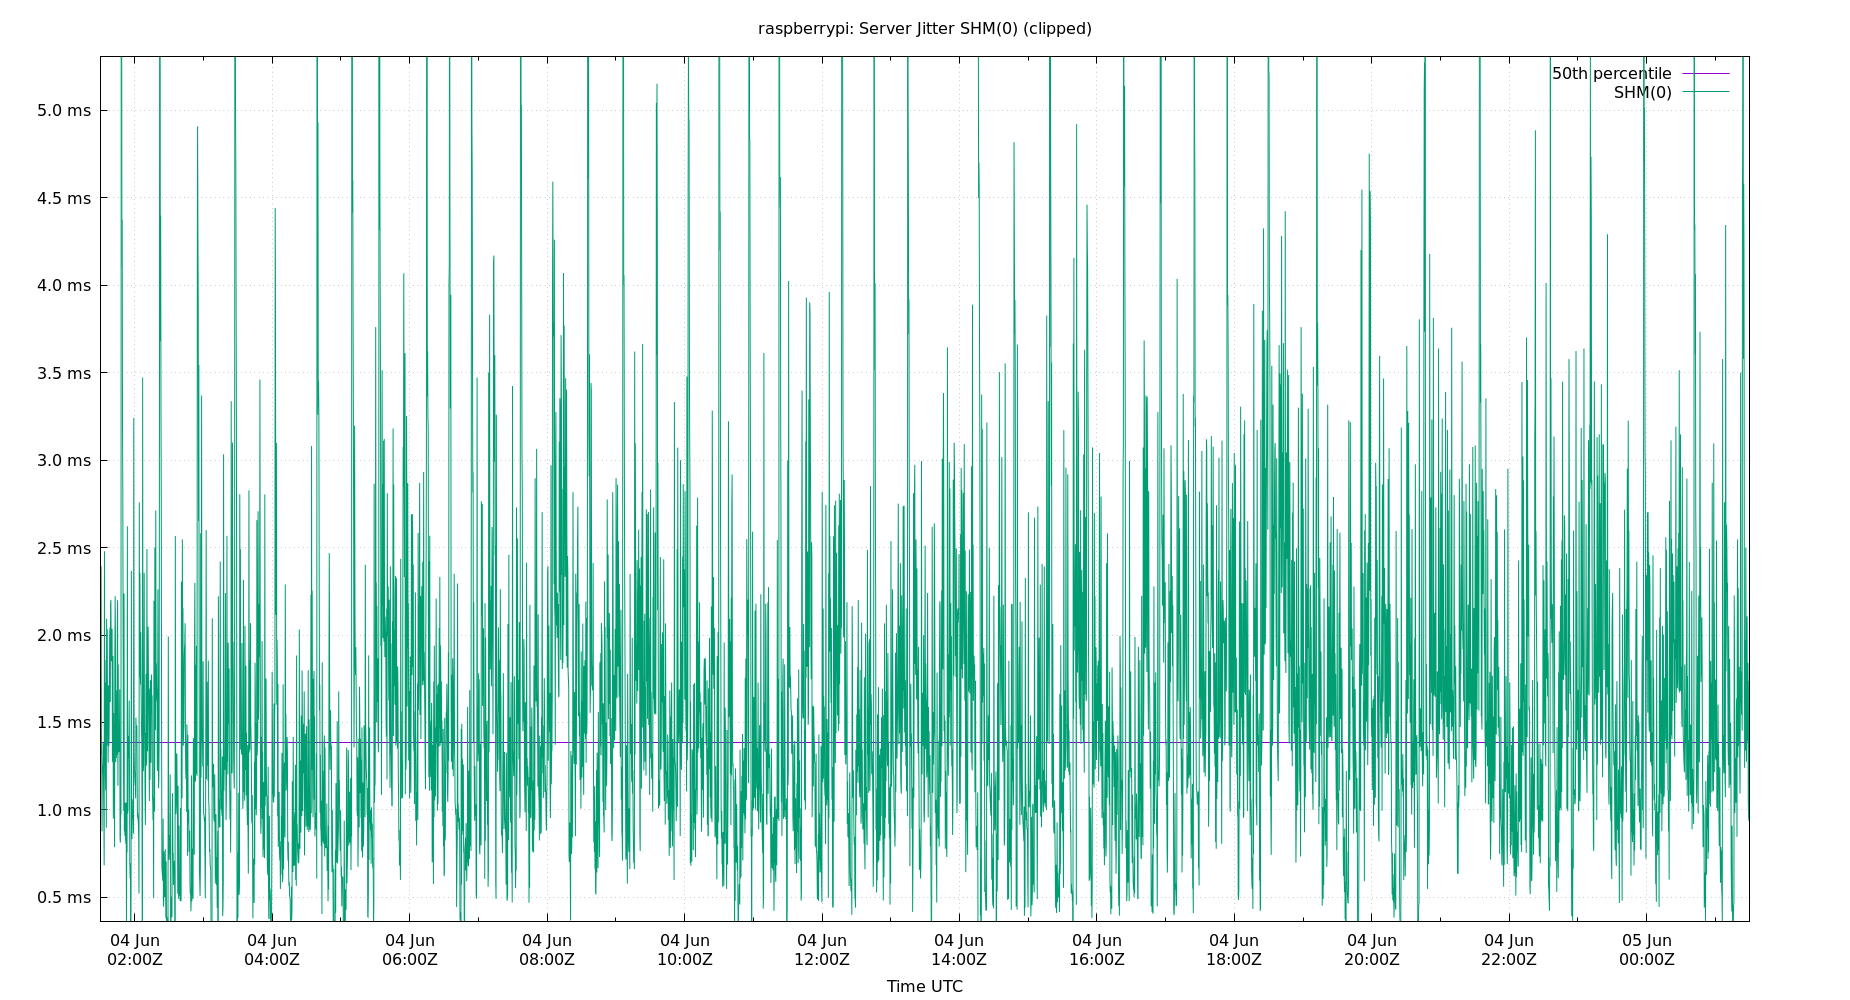 raspberrypi: Server Jitter SHM(0) (clipped)
50th percentile
SHM(0)
5.0 ms
4.5 ms
4.0 ms
3.5 ms
3.0 ms
2.5 ms
2.0 ms
1.5 ms
1.0 ms
0.5 ms
04 Jun 04 Jun 04 Jun 04 Jun 04 Jun 04 Jun 04 Jun 04 Jun 04 Jun 04 Jun 04 Jun 05 Jun
02:00Z 04:00Z 06:00Z 08:00Z 10:00Z 12:00Z 14:00Z 16:00Z 18:00Z 20:00Z 22:00Z 00:00Z
Time UTC